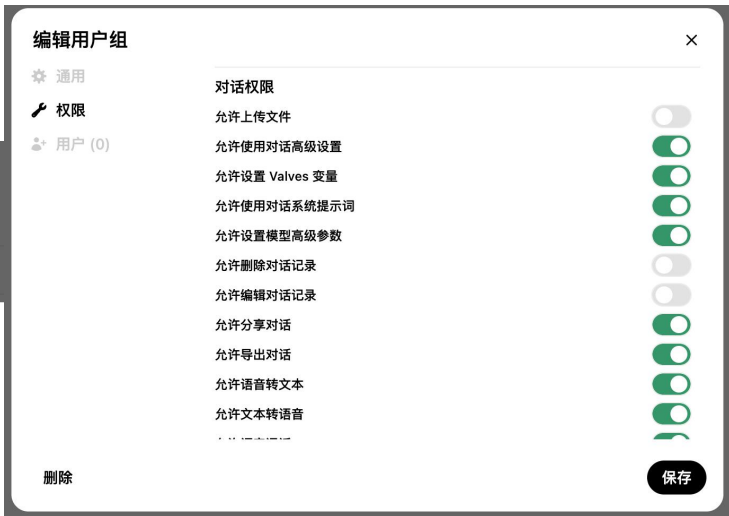 编辑用户组
通用
权限
用户 (0)
对话权限
允许上传文件
允许使用对话高级设置
允许设置 Valves 变量
允许使用对话系统提示词
允许设置模型高级参数
允许删除对话记录
允许编辑对话记录
允许分享对话
允许导出对话
允许语音转文本
允许文本转语音
删除
保存